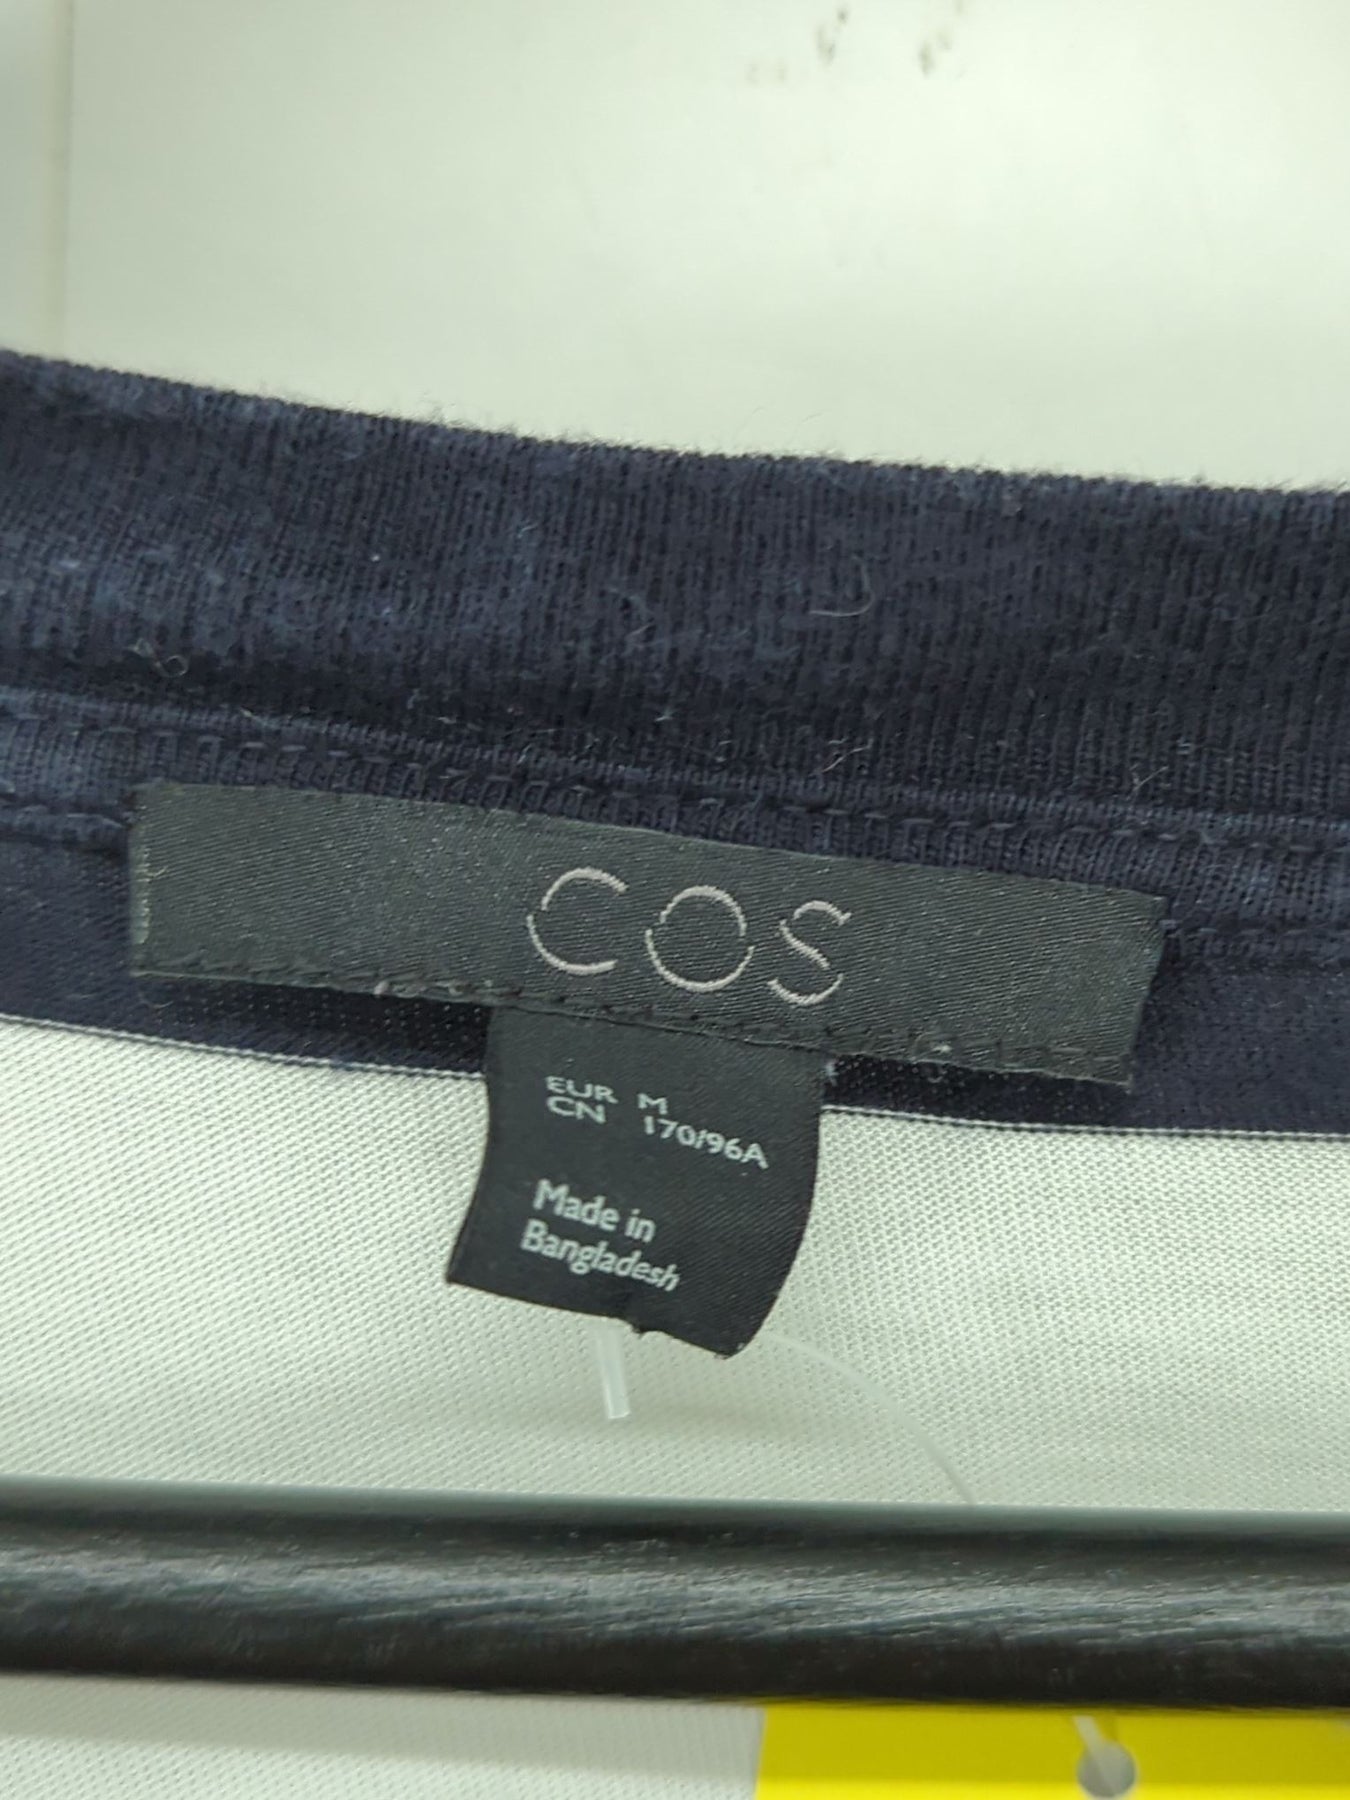 COS
EUR M
CN 170/96A
Made in
Bangladesh